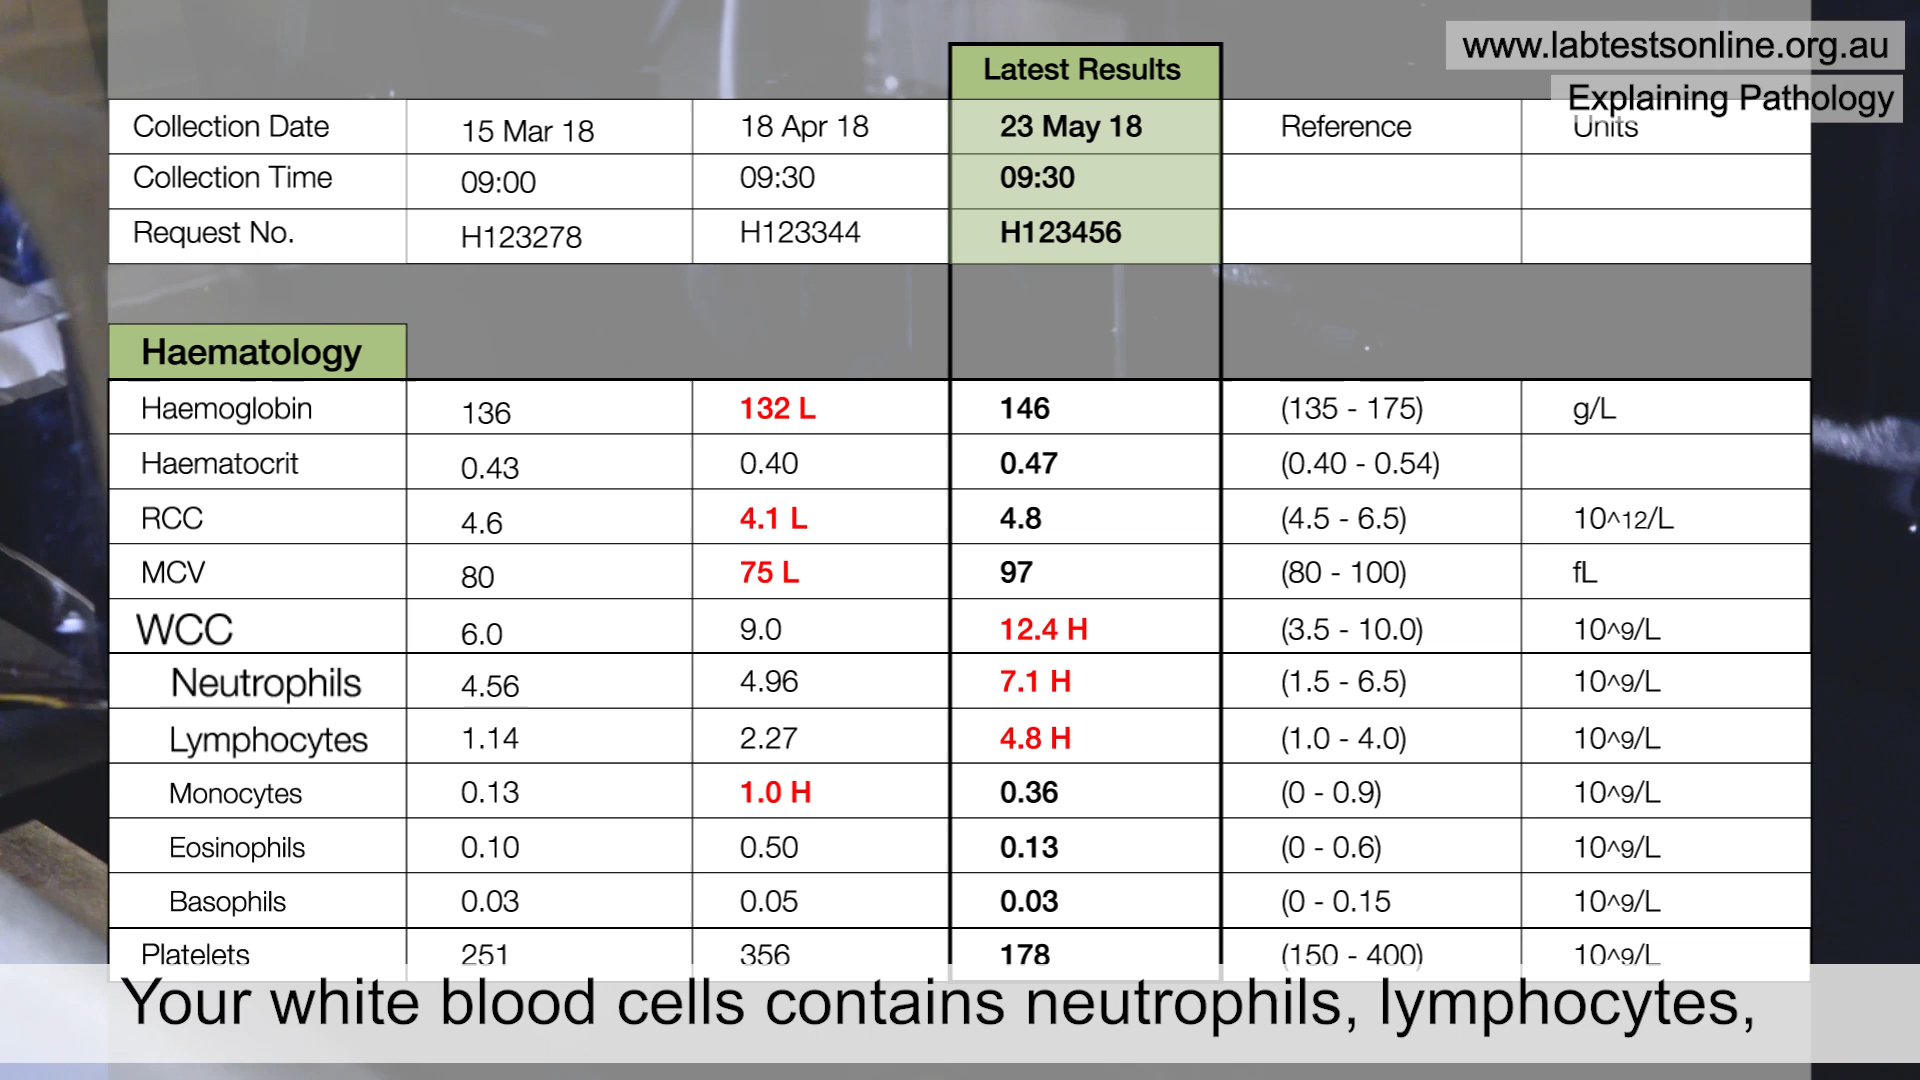 www.labtestsonline.org.au
Explaining Pathology
Latest Results
Collection Date 15 Mar 18 18 Apr 18 23 May 18 Reference Units
Collection Time 09:00 09:30 09:30
Request No. H123278 H123344 H123456
Haematology
Haemoglobin 136 132 L 146 (135 - 175) g/L
Haematocrit 0.43 0.40 0.47 (0.40 - 0.54)
RCC 4.6 4.1 L 4.8 (4.5 - 6.5) 10^12/L
MCV 80 75 L 97 (80 - 100) fL
WCC 6.0 9.0 12.4 H (3.5 - 10.0) 10^9/L
Neutrophils 4.56 4.96 7.1 H (1.5 - 6.5) 10^9/L
Lymphocytes 1.14 2.27 4.8 H (1.0 - 4.0) 10^9/L
Monocytes 0.13 1.0 H 0.36 (0 - 0.9) 10^9/L
Eosinophils 0.10 0.50 0.13 (0 - 0.6) 10^9/L
Basophils 0.03 0.05 0.03 (0 - 0.15 10^9/L
Platelets 251 356 178 (150 - 400) 10^9/L
Your white blood cells contains neutrophils, lymphocytes,